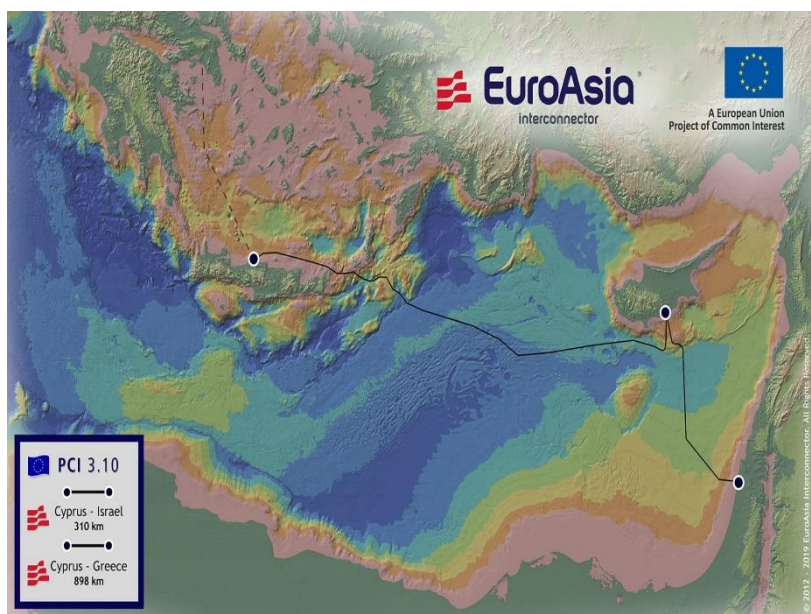 EuroAsia®
interconnector
A European Union
Project of Common Interest
PCI 3.10
Cyprus - Israel
310 km
Cyprus - Greece
898 km
2012 - 2019 EuroAsia Interconnector. All Rights Reserved.